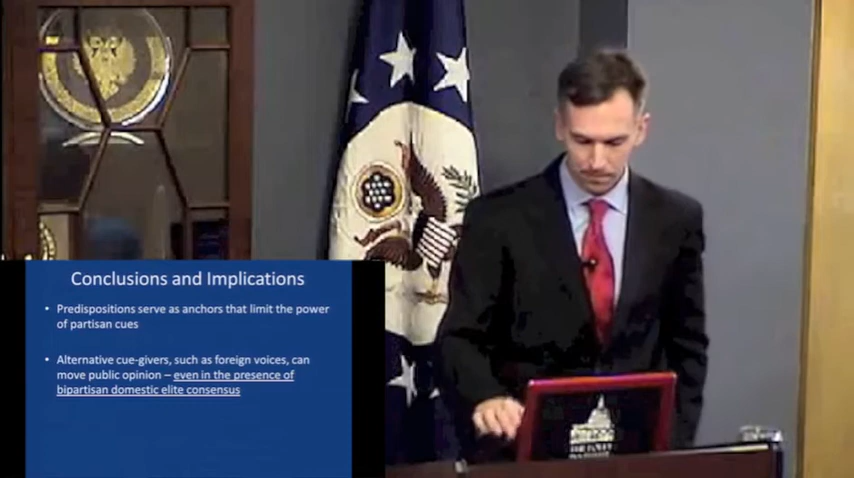 Conclusions and Implications
• Predispositions serve as anchors that limit the power
of partisan cues
• Alternative cue-givers, such as foreign voices, can
move public opinion – even in the presence of
bipartisan domestic elite consensus